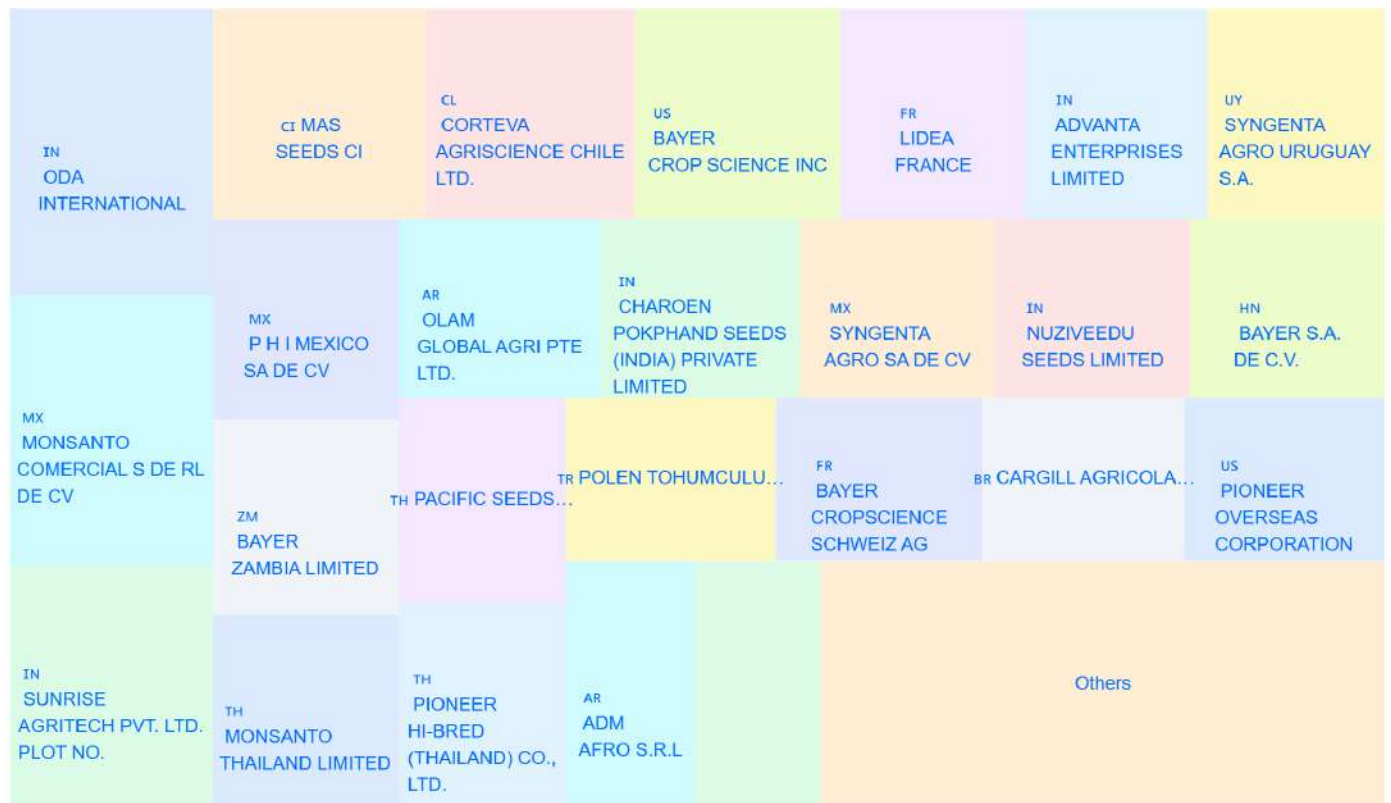 IN
ODA
INTERNATIONAL
CI MAS
SEEDS CI
CL
CORTEVA
AGRISCIENCE CHILE
LTD.
US
BAYER
CROP SCIENCE INC
FR
LIDEA
FRANCE
IN
ADVANTA
ENTERPRISES
LIMITED
UY
SYNGENTA
AGRO URUGUAY
S.A.
MX
P H I MEXICO
SA DE CV
AR
OLAM
GLOBAL AGRI PTE
LTD.
IN
CHAROEN
POKPHAND SEEDS
(INDIA) PRIVATE
LIMITED
MX
SYNGENTA
AGRO SA DE CV
IN
NUZIVEEDU
SEEDS LIMITED
HN
BAYER S.A.
DE C.V.
MX
MONSANTO
COMERCIAL S DE RL
DE CV
ZM
BAYER
ZAMBIA LIMITED
TH PACIFIC SEEDS...
TR POLEN TOHUMCULU...
FR
BAYER
CROPSCIENCE
SCHWEIZ AG
BR CARGILL AGRICOLA...
US
PIONEER
OVERSEAS
CORPORATION
IN
SUNRISE
AGRITECH PVT. LTD.
PLOT NO.
TH
MONSANTO
THAILAND LIMITED
TH
PIONEER
HI-BRED
(THAILAND) CO.,
LTD.
AR
ADM
AFRO S.R.L
Others